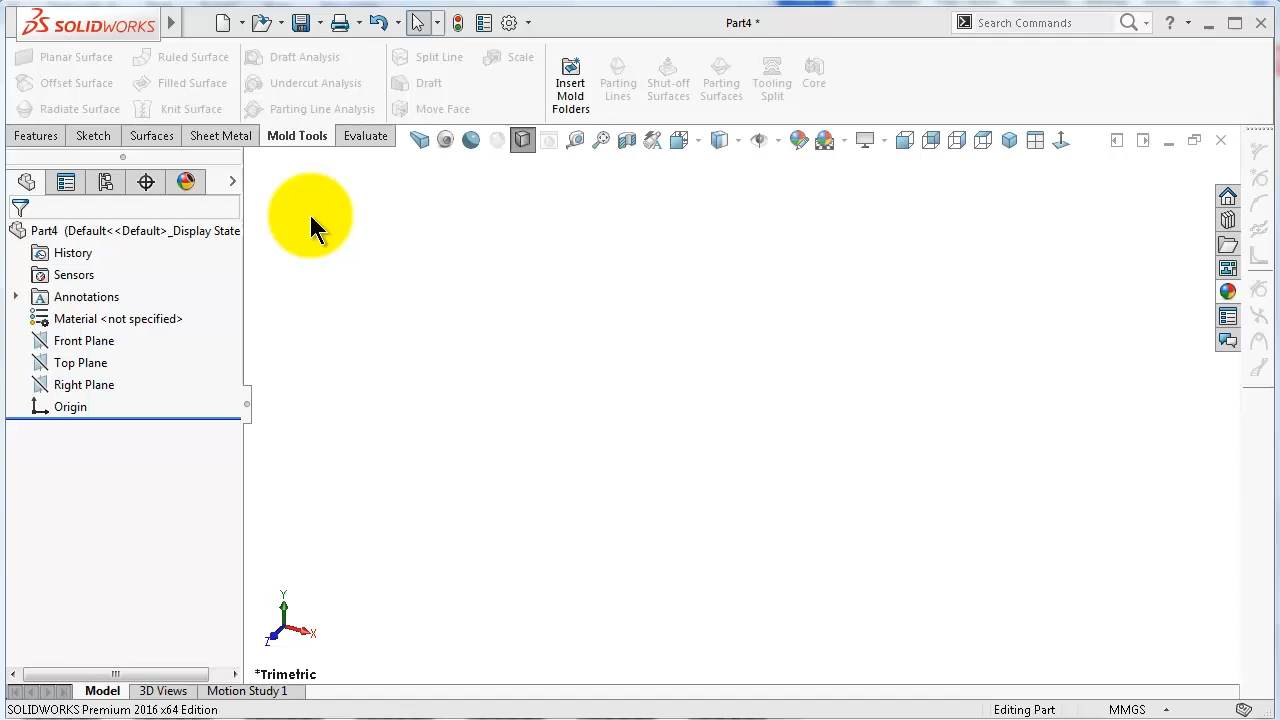 SOLIDWORKS
Part4 *
Search Commands
?
Planar Surface
Ruled Surface
Draft Analysis
Split Line
Scale
Offset Surface
Filled Surface
Undercut Analysis
Draft
Radiate Surface
Knit Surface
Parting Line Analysis
Move Face
Insert
Mold
Folders
Parting
Lines
Shut-off
Surfaces
Parting
Surfaces
Tooling
Split
Core
Features
Sketch
Surfaces
Sheet Metal
Mold Tools
Evaluate
Part4 (Default<<Default>_Display State
History
Sensors
Annotations
Material <not specified>
Front Plane
Top Plane
Right Plane
Origin
Y
X
Z
*Trimetric
Model
3D Views
Motion Study 1
SOLIDWORKS Premium 2016 x64 Edition
Editing Part
MMGS